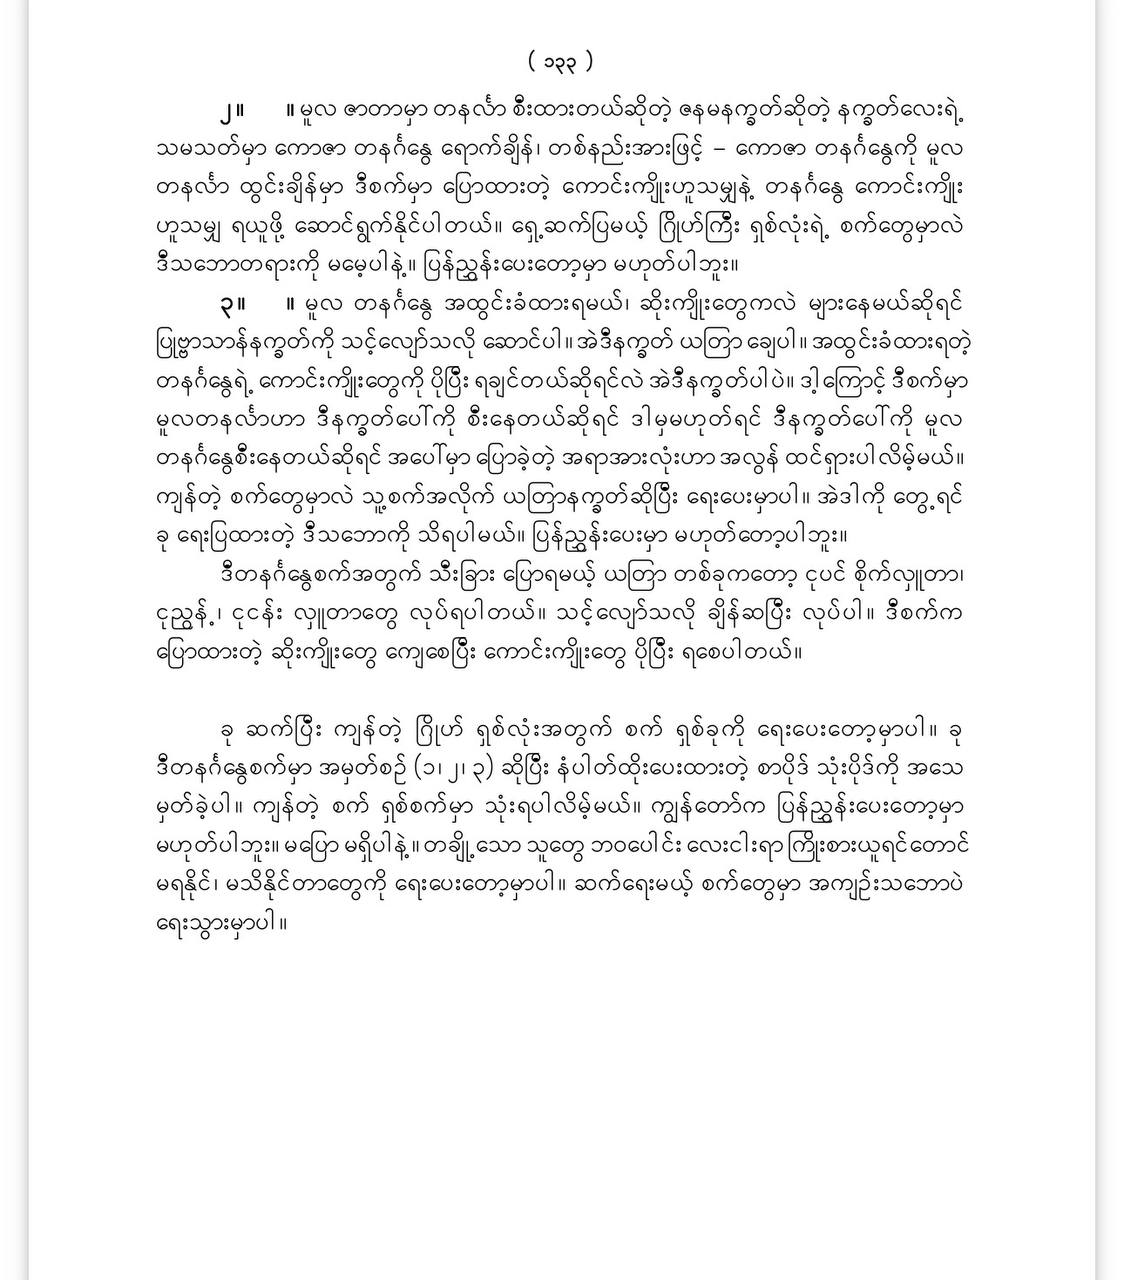 ( ၁၃၃ )
၂။ ။ မူလ ဇာတာမှာ တနင်္လာ စီးထားတယ်ဆိုတဲ့ ဇနမနက္ခတ်ဆိုတဲ့ နက္ခတ်လေးရဲ့
သမသတ်မှာ ကောဇာ တနင်္ဂနွေ ရောက်ချိန်၊ တစ်နည်းအားဖြင့် – ကောဇာ တနင်္ဂနွေကို မူလ
တနင်္လာ ထွင်းချိန်မှာ ဒီစက်မှာ ပြောထားတဲ့ ကောင်းကျိုးဟူသမျှနဲ့ တနင်္ဂနွေ ကောင်းကျိုး
ဟူသမျှ ရယူဖို့ ဆောင်ရွက်နိုင်ပါတယ်။ ရှေ့ဆက်ပြမယ့် ဂြိုဟ်ကြီး ရှစ်လုံးရဲ့ စက်တွေမှာလဲ
ဒီသဘောတရားကို မမေ့ပါနဲ့။ ပြန်ညွှန်းပေးတော့မှာ မဟုတ်ပါဘူး။
၃။ ။ မူလ တနင်္ဂနွေ အထွင်းခံထားရမယ်၊ ဆိုးကျိုးတွေကလဲ များနေမယ်ဆိုရင်
ပြုဗ္ဗာသာန်နက္ခတ်ကို သင့်လျော်သလို ဆောင်ပါ။ အဲဒီနက္ခတ် ယတြာ ချေပါ။ အထွင်းခံထားရတဲ့
တနင်္ဂနွေရဲ့ ကောင်းကျိုးတွေကို ပိုပြီး ရချင်တယ်ဆိုရင်လဲ အဲဒီနက္ခတ်ပါပဲ။ ဒါ့ကြောင့် ဒီစက်မှာ
မူလတနင်္လာဟာ ဒီနက္ခတ်ပေါ်ကို စီးနေတယ်ဆိုရင် ဒါမှမဟုတ်ရင် ဒီနက္ခတ်ပေါ်ကို မူလ
တနင်္ဂနွေစီးနေတယ်ဆိုရင် အပေါ်မှာ ပြောခဲ့တဲ့ အရာအားလုံးဟာ အလွန် ထင်ရှားပါလိမ့်မယ်။
ကျန်တဲ့ စက်တွေမှာလဲ သူ့စက်အလိုက် ယတြာနက္ခတ်ဆိုပြီး ရေးပေးမှာပါ။ အဲဒါကို တွေ့ရင်
ခု ရေးပြထားတဲ့ ဒီသဘောကို သိရပါမယ်။ ပြန်ညွှန်းပေးမှာ မဟုတ်တော့ပါဘူး။
ဒီတနင်္ဂနွေစက်အတွက် သီးခြား ပြောရမယ့် ယတြာ တစ်ခုကတော့ ငုပင် စိုက်လှူတာ၊
ငုညွန့်၊ ငုငန်း လှူတာတွေ လုပ်ရပါတယ်။ သင့်လျော်သလို ချိန်ဆပြီး လုပ်ပါ။ ဒီစက်က
ပြောထားတဲ့ ဆိုးကျိုးတွေ ကျေစေပြီး ကောင်းကျိုးတွေ ပိုပြီး ရစေပါတယ်။
ခု ဆက်ပြီး ကျန်တဲ့ ဂြိုဟ် ရှစ်လုံးအတွက် စက် ရှစ်ခုကို ရေးပေးတော့မှာပါ။ ခု
ဒီတနင်္ဂနွေစက်မှာ အမှတ်စဉ် (၁၊ ၂၊ ၃) ဆိုပြီး နံပါတ်ထိုးပေးထားတဲ့ စာပိုဒ် သုံးပိုဒ်ကို အသေ
မှတ်ခဲ့ပါ။ ကျန်တဲ့ စက် ရှစ်စက်မှာ သုံးရပါလိမ့်မယ်။ ကျွန်တော်က ပြန်ညွှန်းပေးတော့မှာ
မဟုတ်ပါဘူး။ မပြော မရှိပါနဲ့။ တချို့သော သူတွေ ဘဝပေါင်း လေးငါးရာ ကြိုးစားယူရင်တောင်
မရနိုင်၊ မသိနိုင်တာတွေကို ရေးပေးတော့မှာပါ။ ဆက်ရေးမယ့် စက်တွေမှာ အကျဉ်းသဘောပဲ
ရေးသွားမှာပါ။